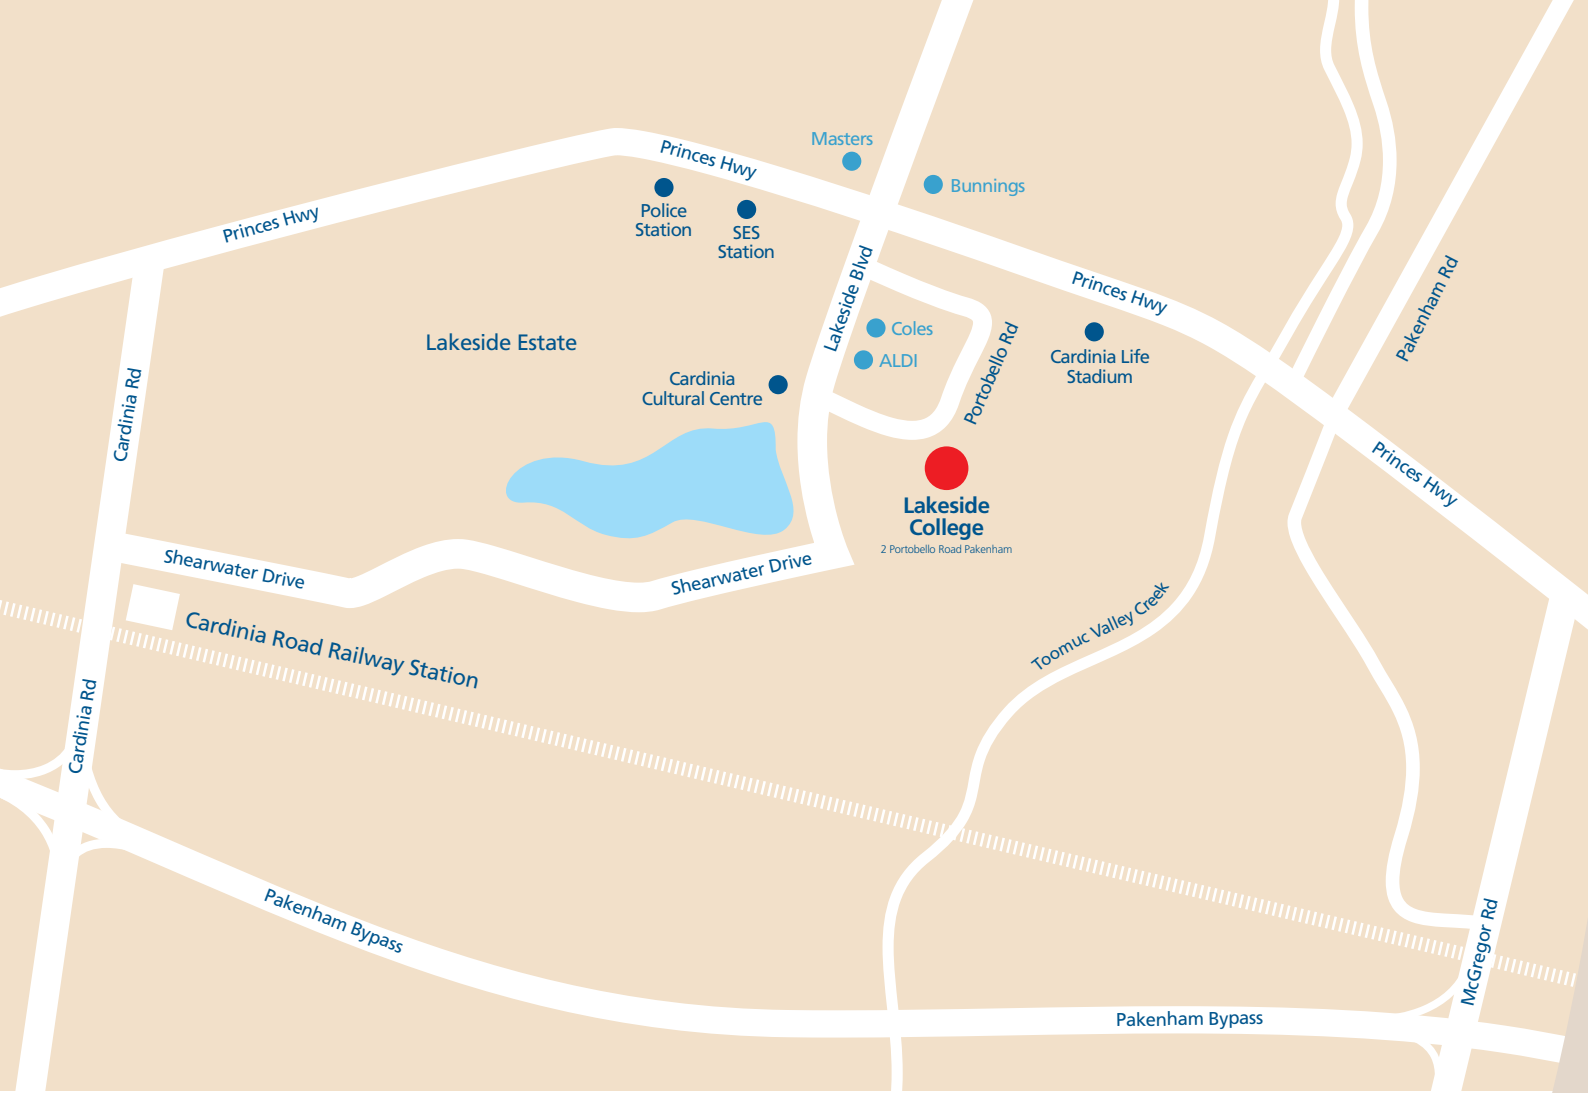 Masters
Princes Hwy
Bunnings
Police
Station
SES
Station
Princes Hwy
Lakeside Blvd
Princes Hwy
Pakenham Rd
Coles
ALDI
Portobello Rd
Lakeside Estate
Cardinia Life
Stadium
Cardinia
Cultural Centre
Cardinia Rd
Princes Hwy
Lakeside
College
2 Portobello Road Pakenham
Shearwater Drive
Shearwater Drive
Toomuc Valley Creek
Cardinia Road Railway Station
Cardinia Rd
Pakenham Bypass
McGregor Rd
Pakenham Bypass